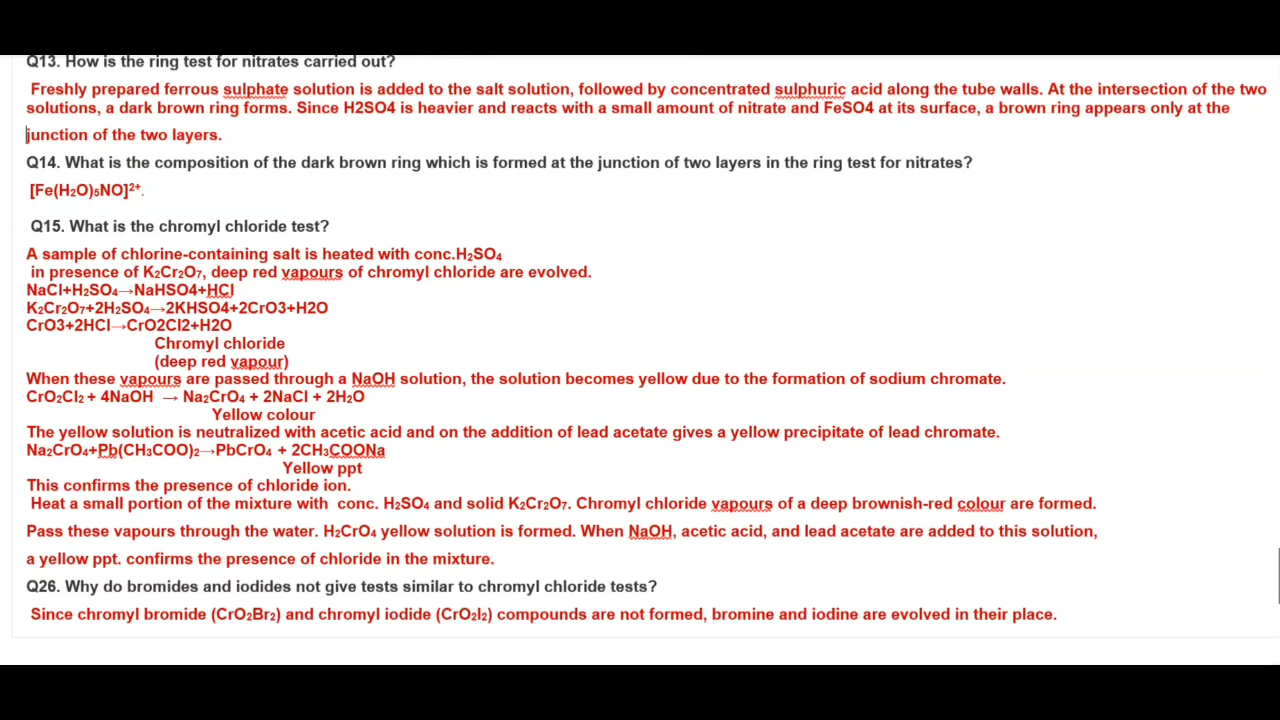 Q13. How is the ring test for nitrates carried out?
Freshly prepared ferrous sulphate solution is added to the salt solution, followed by concentrated sulphuric acid along the tube walls. At the intersection of the two
solutions, a dark brown ring forms. Since H2SO4 is heavier and reacts with a small amount of nitrate and FeSO4 at its surface, a brown ring appears only at the
junction of the two layers.
Q14. What is the composition of the dark brown ring which is formed at the junction of two layers in the ring test for nitrates?
[Fe(H₂O)₅NO]²⁺.
Q15. What is the chromyl chloride test?
A sample of chlorine-containing salt is heated with conc.H₂SO₄
in presence of K₂Cr₂O₇, deep red vapours of chromyl chloride are evolved.
NaCl+H₂SO₄→NaHSO4+HCl
K₂Cr₂O₇+2H₂SO₄→2KHSO4+2CrO3+H2O
CrO3+2HCl→CrO2Cl2+H2O
Chromyl chloride
(deep red vapour)
When these vapours are passed through a NaOH solution, the solution becomes yellow due to the formation of sodium chromate.
CrO₂Cl₂ + 4NaOH → Na₂CrO₄ + 2NaCl + 2H₂O
Yellow colour
The yellow solution is neutralized with acetic acid and on the addition of lead acetate gives a yellow precipitate of lead chromate.
Na₂CrO₄+Pb(CH₃COO)₂→PbCrO₄ + 2CH₃COONa
Yellow ppt
This confirms the presence of chloride ion.
Heat a small portion of the mixture with conc. H₂SO₄ and solid K₂Cr₂O₇. Chromyl chloride vapours of a deep brownish-red colour are formed.
Pass these vapours through the water. H₂CrO₄ yellow solution is formed. When NaOH, acetic acid, and lead acetate are added to this solution,
a yellow ppt. confirms the presence of chloride in the mixture.
Q26. Why do bromides and iodides not give tests similar to chromyl chloride tests?
Since chromyl bromide (CrO₂Br₂) and chromyl iodide (CrO₂I₂) compounds are not formed, bromine and iodine are evolved in their place.